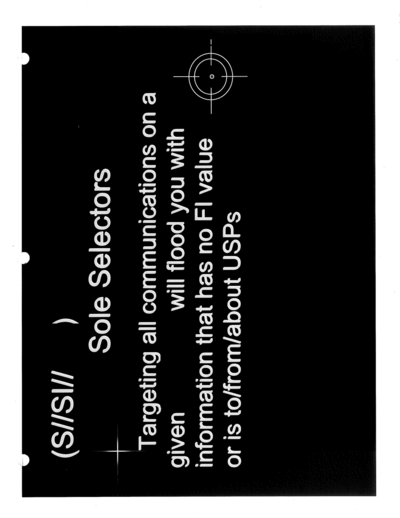 (S//SI//     )
Sole Selectors
Targeting all communications on a
given       will flood you with
information that has no FI value
or is to/from/about USPs